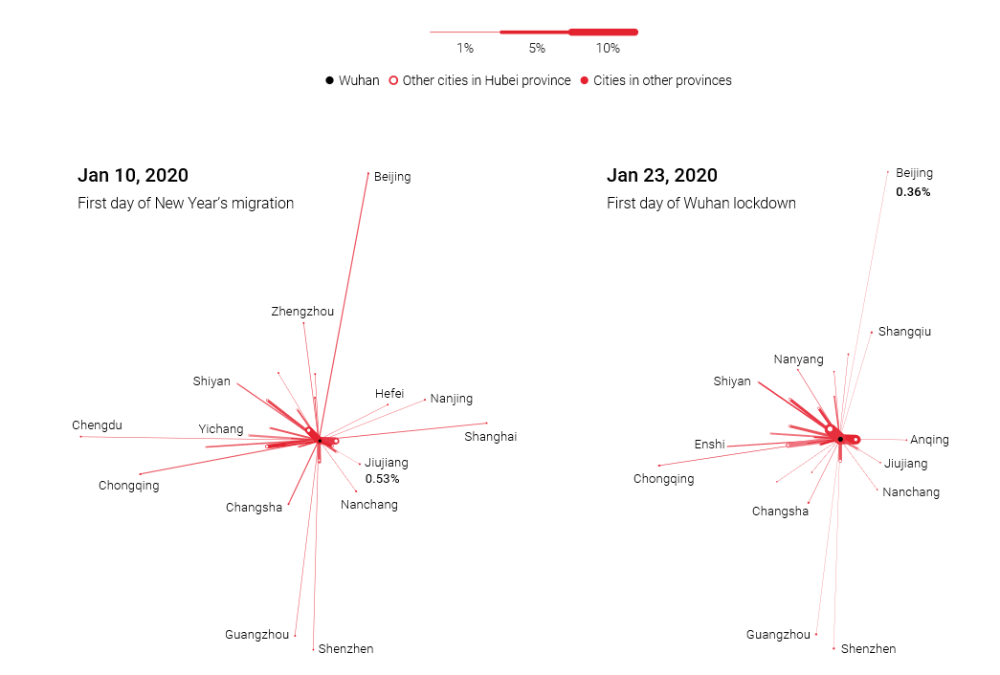 1% 5% 10%
Wuhan Other cities in Hubei province Cities in other provinces
Jan 10, 2020
First day of New Year’s migration
Beijing
Zhengzhou
Shiyan
Hefei
Nanjing
Chengdu
Yichang
Shanghai
Jiujiang
0.53%
Chongqing
Nanchang
Changsha
Guangzhou
Shenzhen
Jan 23, 2020
First day of Wuhan lockdown
Beijing
0.36%
Shangqiu
Nanyang
Shiyan
Enshi
Anqing
Jiujiang
Chongqing
Nanchang
Changsha
Guangzhou
Shenzhen